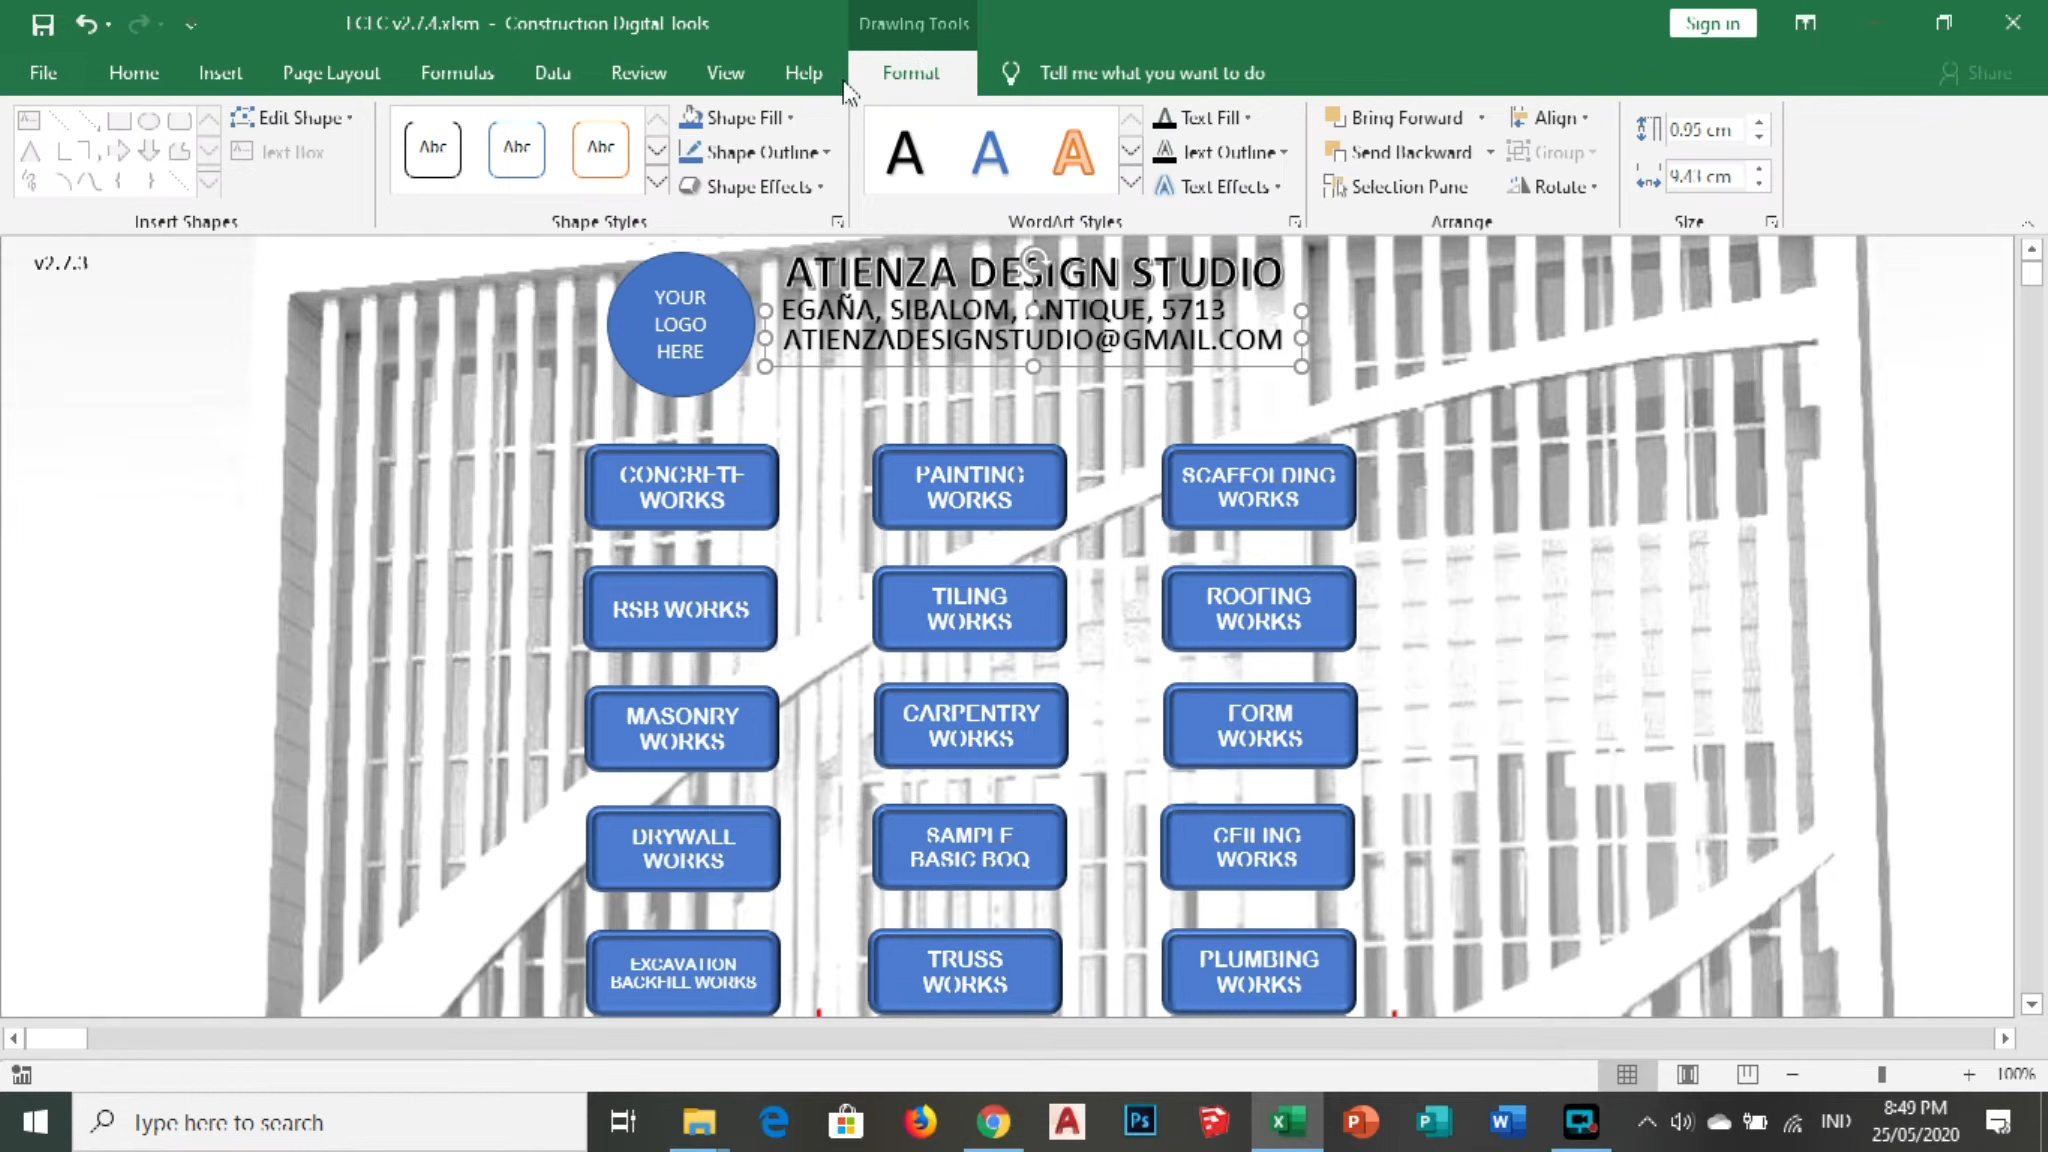 LCLC v2.7.4.xlsm - Construction Digital Tools
Drawing Tools
Sign in
File Home Insert Page Layout Formulas Data Review View Help Format Tell me what you want to do Share
Edit Shape
Text Box
Insert Shapes
Abc Abc Abc
Shape Fill
Shape Outline
Shape Effects
Shape Styles
A A A
Text Fill
Text Outline
Text Effects
WordArt Styles
Bring Forward
Send Backward
Selection Pane
Align
Group
Rotate
Arrange
0.95 cm
9.43 cm
Size
v2.7.3
YOUR
LOGO
HERE
ATIENZA DESIGN STUDIO
EGAÑA, SIBALOM, ANTIQUE, 5713
ATIENZADESIGNSTUDIO@GMAIL.COM
CONCRETE
WORKS
PAINTING
WORKS
SCAFFOLDING
WORKS
RSB WORKS
TILING
WORKS
ROOFING
WORKS
MASONRY
WORKS
CARPENTRY
WORKS
FORM
WORKS
DRYWALL
WORKS
SAMPLE
BASIC BOQ
CEILING
WORKS
EXCAVATION
BACKFILL WORKS
TRUSS
WORKS
PLUMBING
WORKS
100%
Type here to search
IND
8:49 PM
25/05/2020